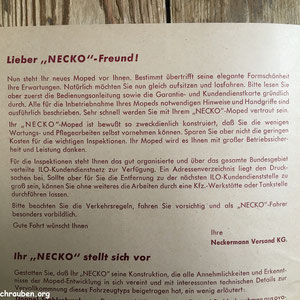 Lieber „NECKO"-Freund!
Nun steht Ihr neues Moped vor Ihnen. Bestimmt übertrifft seine elegante Formschönheit
Ihre Erwartungen. Natürlich möchten Sie nun gleich aufsitzen und losfahren. Bitte lesen Sie
aber zuerst die Bedienungsanleitung sowie die Garantie- und Kundendienstkarte gründlich
durch. Alle für die Inbetriebnahme Ihres Mopeds notwendigen Hinweise und Handgriffe sind
ausführlich beschrieben. Sehr schnell werden Sie mit Ihrem „NECKO"-Moped vertraut sein.
Ihr „NECKO"-Moped ist bewußt so zweckdienlich konstruiert, daß Sie die wenigen
Wartungs- und Pflegearbeiten selbst vornehmen können. Sparen Sie aber nicht die geringen
Kosten für die wichtigen Inspektionen. Ihr Moped wird es Ihnen mit großer Betriebssicher-
heit und Leistung danken.
Für die Inspektionen steht Ihnen das gut organisierte und über das gesamte Bundesgebiet
verteilte ILO-Kundendienstnetz zur Verfügung. Ein Adressenverzeichnis liegt den Druck-
sachen bei. Sollte aber für Sie die Entfernung zu der nächsten ILO-Kundendienststelle zu
groß sein, können Sie ohne weiteres die Arbeiten durch eine Kfz.-Werkstätte oder Tankstelle
durchführen lassen.
Bitte beachten Sie die Verkehrsregeln, fahren Sie vorsichtig und als „NECKO"-Fahrer
besonders vorbildlich.
Gute Fahrt wünscht Ihnen
Ihre
Neckermann Versand KG.
Ihr „NECKO" stellt sich vor
Gestatten Sie, daß Ihr „NECKO" seine Konstruktion, die alle Annehmlichkeiten und Erkennt-
nisse der Moped-Entwicklung in sich vereint und mit interessanten technischen Details zur
Vervollkommnung dieses Fahrzeugtyps beigetragen hat, ein wenig erläutert:
schrauben.org